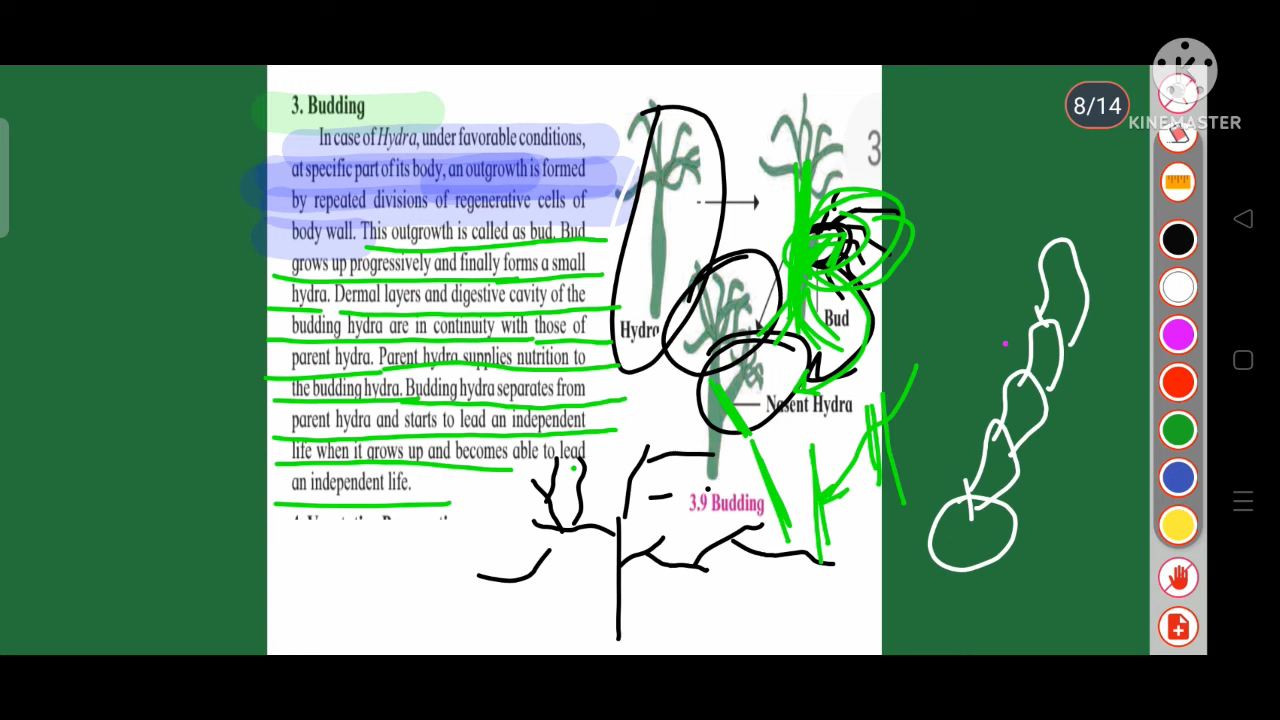 3. Budding
In case of Hydra, under favorable conditions,
at specific part of its body, an outgrowth is formed
by repeated divisions of regenerative cells of
body wall. This outgrowth is called as bud. Bud
grows up progressively and finally forms a small
hydra. Dermal layers and digestive cavity of the
budding hydra are in continuity with those of
parent hydra. Parent hydra supplies nutrition to
the budding hydra. Budding hydra separates from
parent hydra and starts to lead an independent
life when it grows up and becomes able to lead
an independent life.
Hydra
Bud
Nasent Hydra
3.9 Budding
3
8/14
KINEMASTER